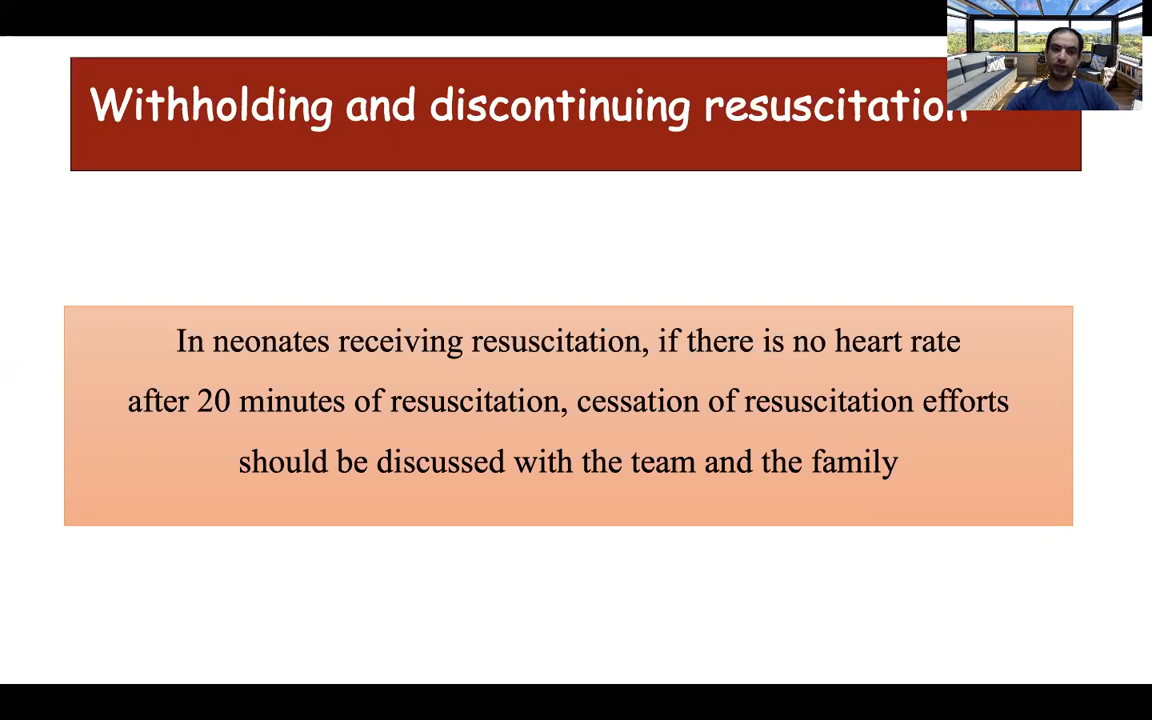 Withholding and discontinuing resuscitation
In neonates receiving resuscitation, if there is no heart rate
after 20 minutes of resuscitation, cessation of resuscitation efforts
should be discussed with the team and the family